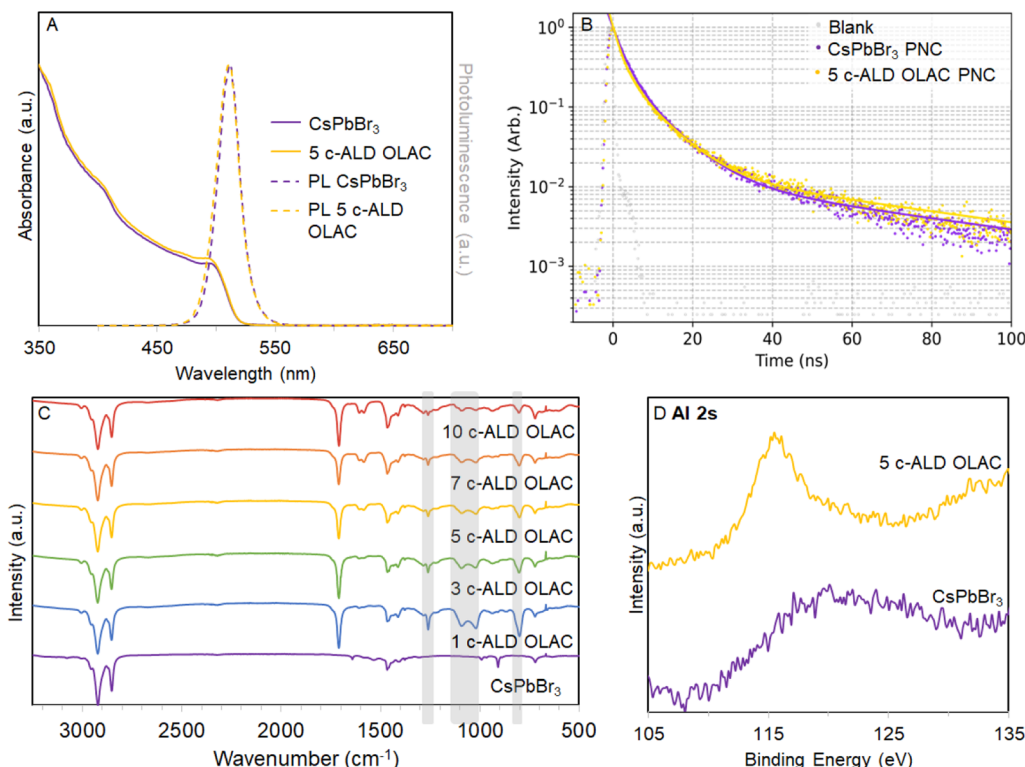 A
Absorbance (a.u.)
Photoluminescence (a.u.)
CsPbBr₃
5 c-ALD OLAC
PL CsPbBr₃
PL 5 c-ALD
OLAC
350
450
550
650
Wavelength (nm)
B
Intensity (Arb.)
10⁰
10⁻¹
10⁻²
10⁻³
Blank
CsPbBr₃ PNC
5 c-ALD OLAC PNC
0
20
40
60
80
100
Time (ns)
C
Intensity (a.u.)
10 c-ALD OLAC
7 c-ALD OLAC
5 c-ALD OLAC
3 c-ALD OLAC
1 c-ALD OLAC
CsPbBr₃
3000
2500
2000
1500
1000
500
Wavenumber (cm⁻¹)
D Al 2s
Intensity (a.u.)
5 c-ALD OLAC
CsPbBr₃
105
115
125
135
Binding Energy (eV)